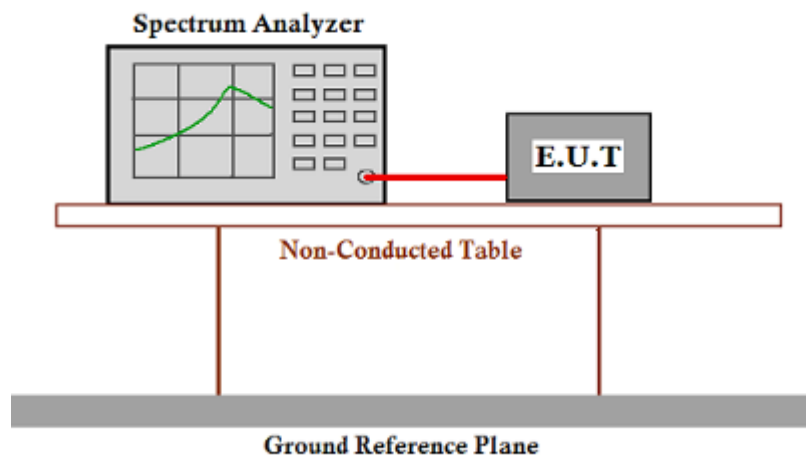 Spectrum Analyzer
E.U.T
Non-Conducted Table
Ground Reference Plane